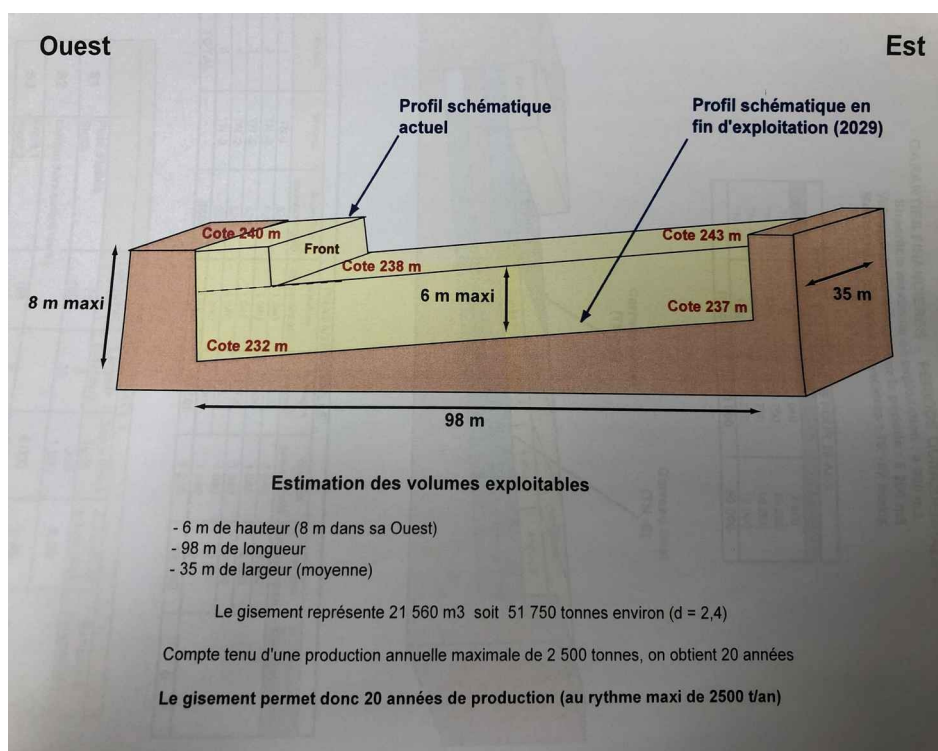 Ouest
Est
Profil schématique
actuel
Profil schématique en
fin d'exploitation (2029)
Cote 240 m
Front
Cote 243 m
Cote 238 m
8 m maxi
6 m maxi
35 m
Cote 237 m
Cote 232 m
98 m
Estimation des volumes exploitables
- 6 m de hauteur (8 m dans sa Ouest)
- 98 m de longueur
- 35 m de largeur (moyenne)
Le gisement représente 21 560 m3 soit 51 750 tonnes environ (d = 2,4)
Compte tenu d'une production annuelle maximale de 2 500 tonnes, on obtient 20 années
Le gisement permet donc 20 années de production (au rythme maxi de 2500 t/an)